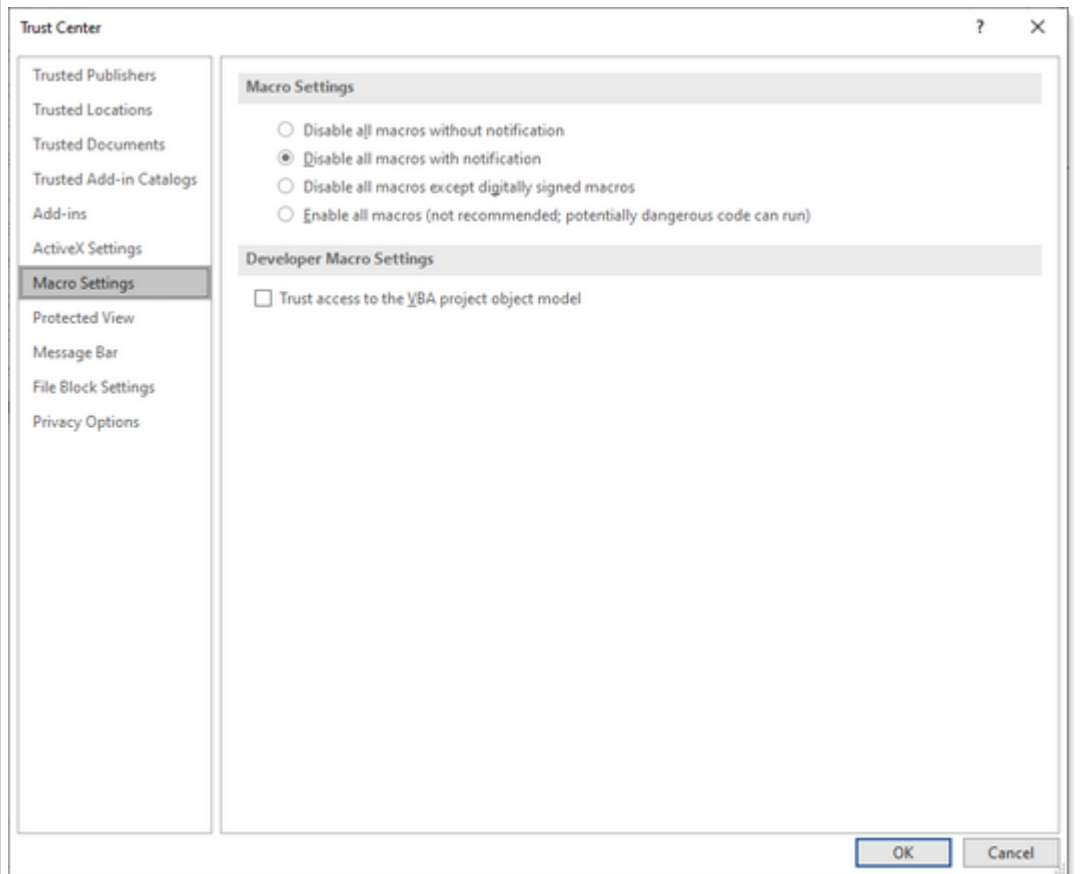 Trust Center
?
Trusted Publishers
Trusted Locations
Trusted Documents
Trusted Add-in Catalogs
Add-ins
ActiveX Settings
Macro Settings
Protected View
Message Bar
File Block Settings
Privacy Options
Macro Settings
Disable all macros without notification
Disable all macros with notification
Disable all macros except digitally signed macros
Enable all macros (not recommended; potentially dangerous code can run)
Developer Macro Settings
Trust access to the VBA project object model
OK
Cancel